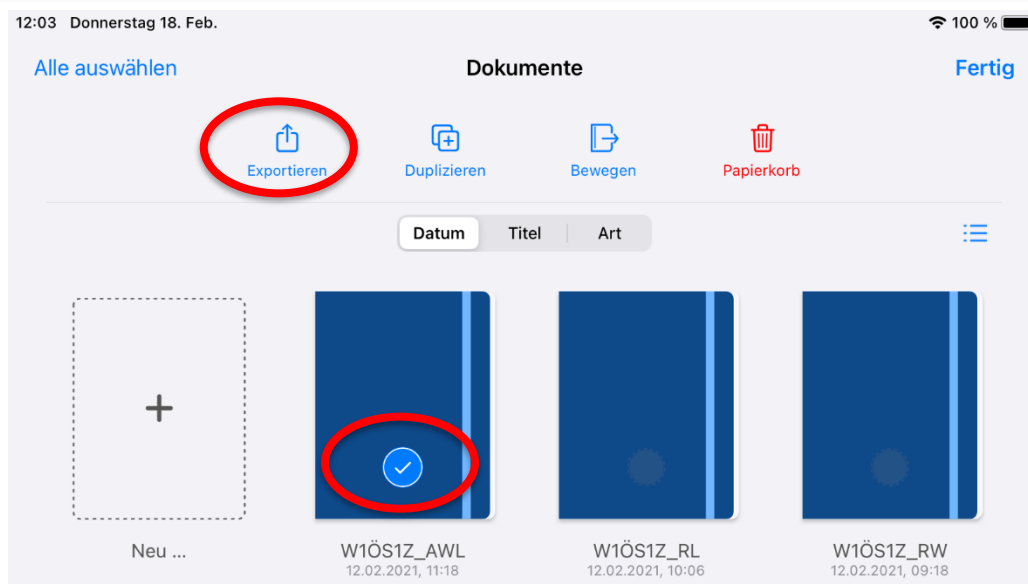 12:03 Donnerstag 18. Feb. 100 %
Alle auswählen Dokumente Fertig
Exportieren Duplizieren Bewegen Papierkorb
Datum Titel Art
Neu ... W1ÖS1Z_AWL W1ÖS1Z_RL W1ÖS1Z_RW
12.02.2021, 11:18 12.02.2021, 10:06 12.02.2021, 09:18